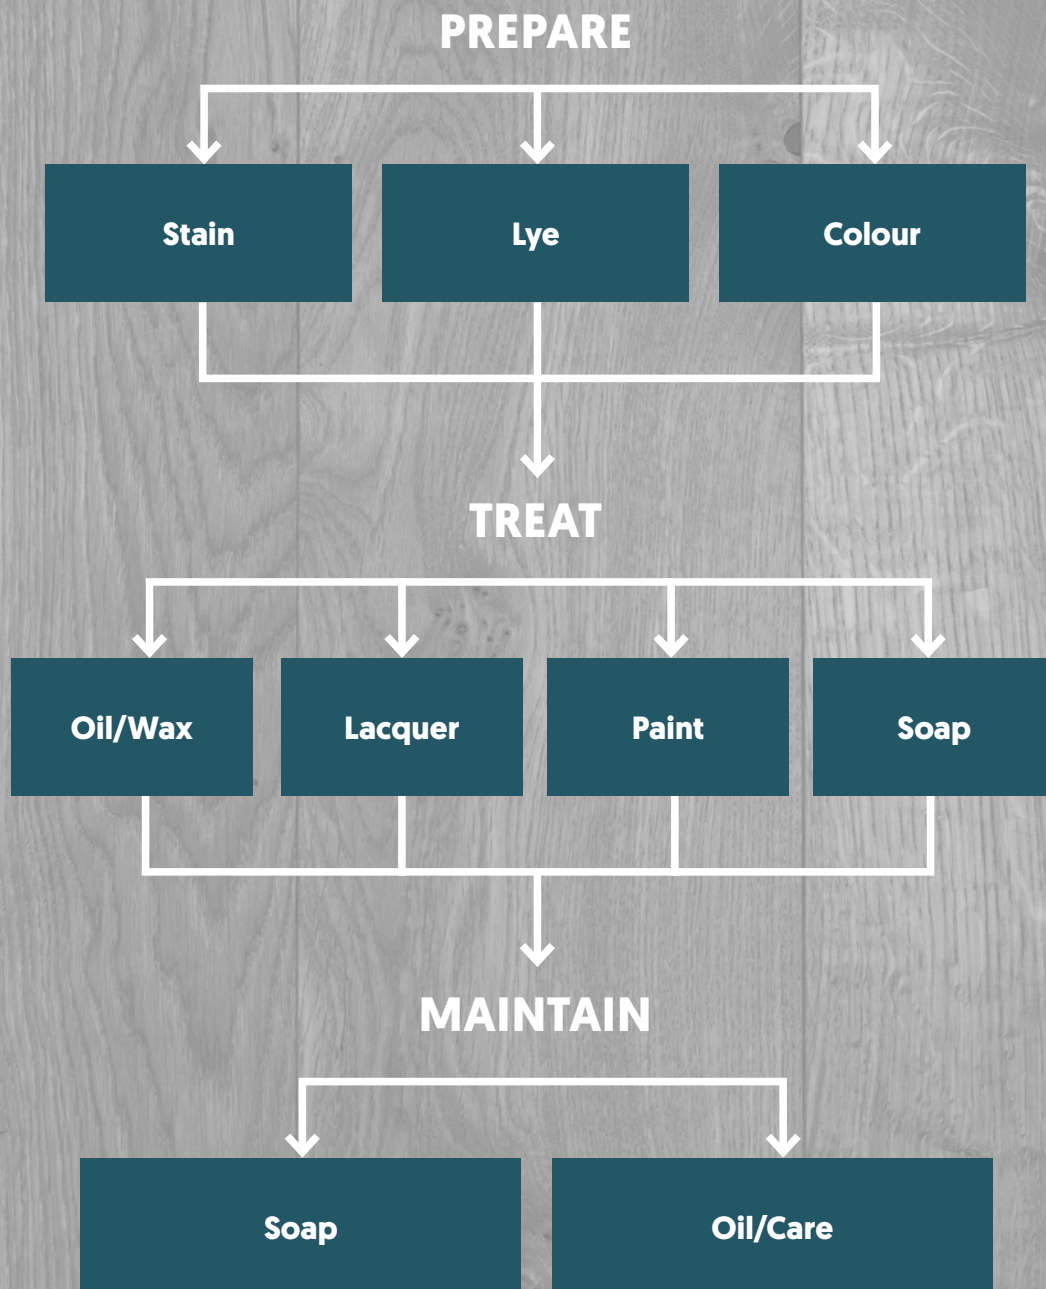 PREPARE
Stain
Lye
Colour
TREAT
Oil/Wax
Lacquer
Paint
Soap
MAINTAIN
Soap
Oil/Care